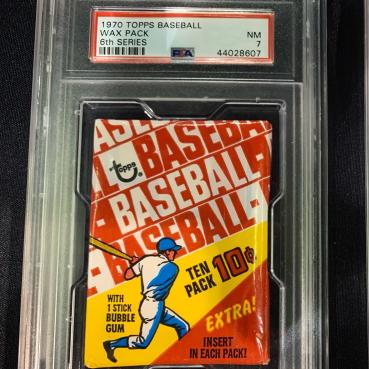 1970 TOPPS BASEBALL
WAX PACK
6th SERIES
NM
7
PSA
44028607
BASEBALL
BASEBALL
BASEBALL
BASEBALL
Topps
TEN
PACK
10¢
WITH
1 STICK
BUBBLE
GUM
EXTRA!
INSERT
IN EACH PACK!